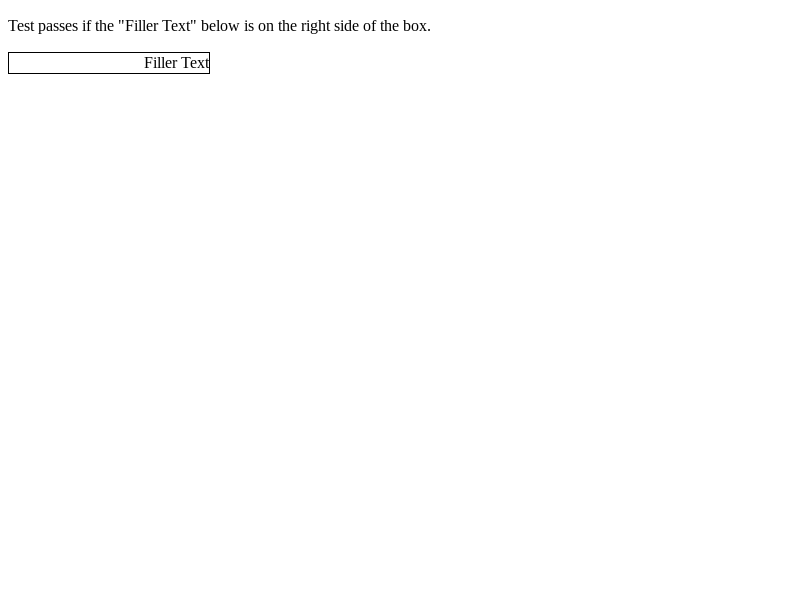 Test passes if the "Filler Text" below is on the right side of the box.
Filler Text